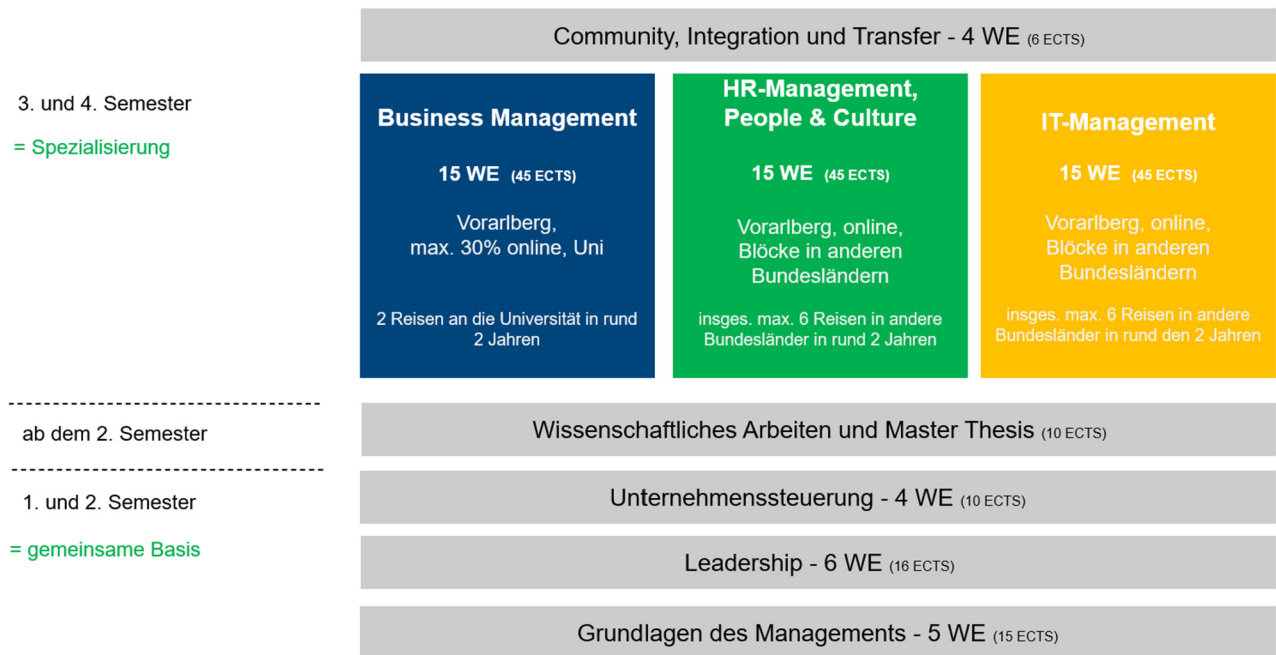 Community, Integration und Transfer - 4 WE (6 ECTS)
3. und 4. Semester
= Spezialisierung
Business Management
15 WE (45 ECTS)
Vorarlberg,
max. 30% online, Uni
2 Reisen an die Universität in rund
2 Jahren
HR-Management,
People & Culture
15 WE (45 ECTS)
Vorarlberg, online,
Blöcke in anderen
Bundesländern
insges. max. 6 Reisen in andere
Bundesländer in rund 2 Jahren
IT-Management
15 WE (45 ECTS)
Vorarlberg, online,
Blöcke in anderen
Bundesländern
insges. max. 6 Reisen in andere
Bundesländer in rund den 2 Jahren
ab dem 2. Semester
Wissenschaftliches Arbeiten und Master Thesis (10 ECTS)
1. und 2. Semester
= gemeinsame Basis
Unternehmenssteuerung - 4 WE (10 ECTS)
Leadership - 6 WE (16 ECTS)
Grundlagen des Managements - 5 WE (15 ECTS)